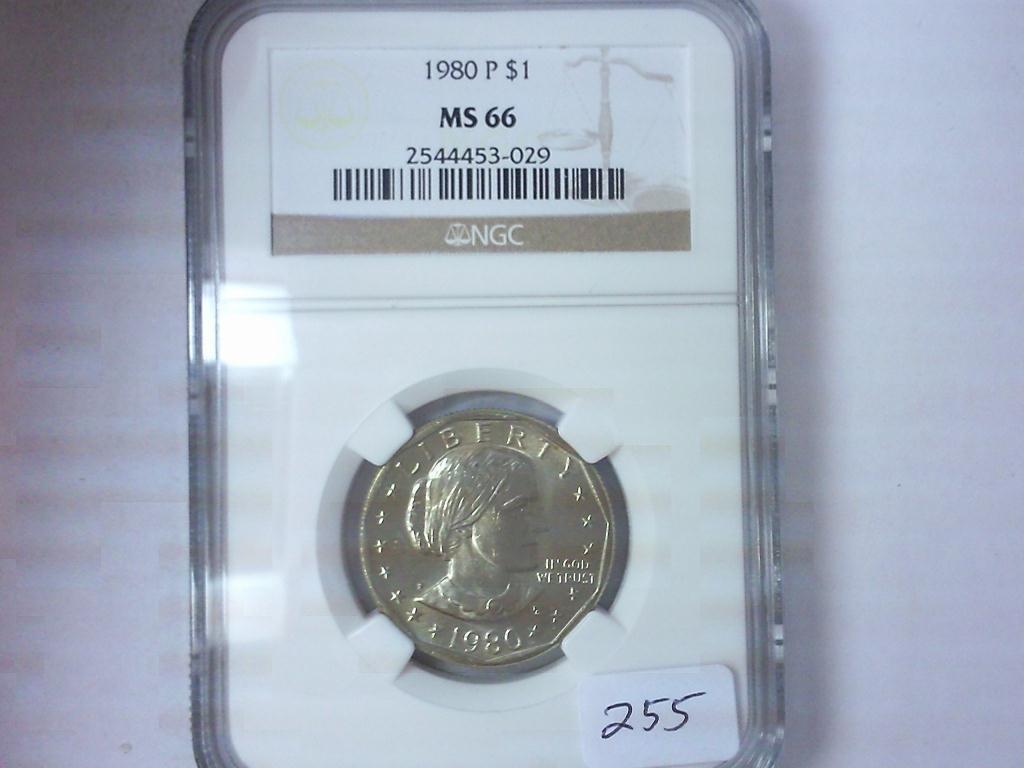 1980 P $1
MS 66
2544453-029
NGC
LIBERTY
IN GOD
WE TRUST
1980
255